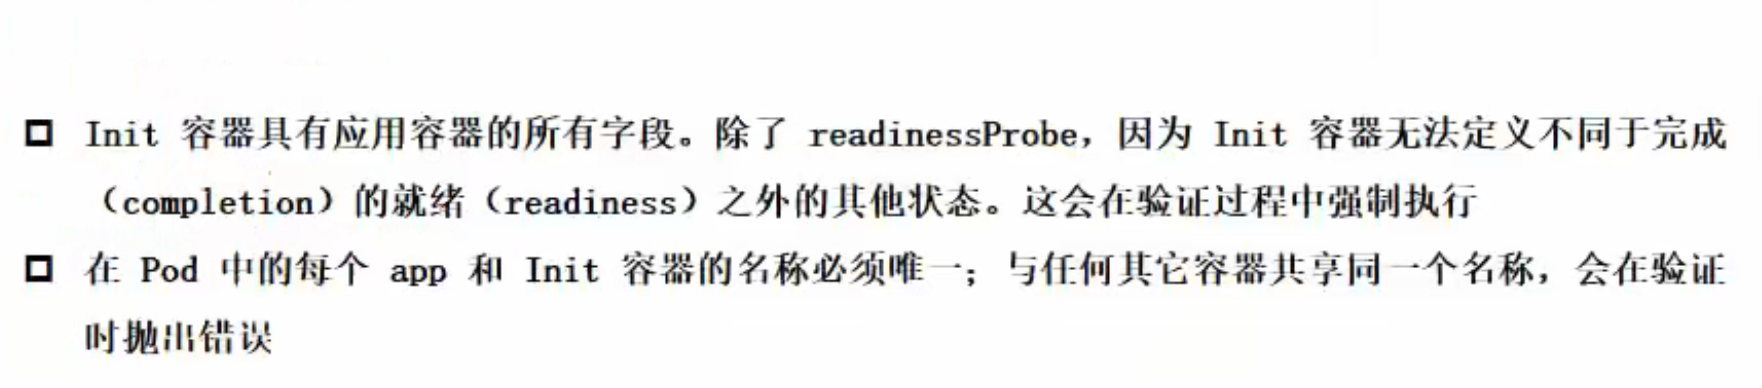 Init 容器具有应用容器的所有字段。除了 readinessProbe，因为 Init 容器无法定义不同于完成
（completion）的就绪（readiness）之外的其他状态。这会在验证过程中强制执行
在 Pod 中的每个 app 和 Init 容器的名称必须唯一；与任何其它容器共享同一个名称，会在验证
时抛出错误